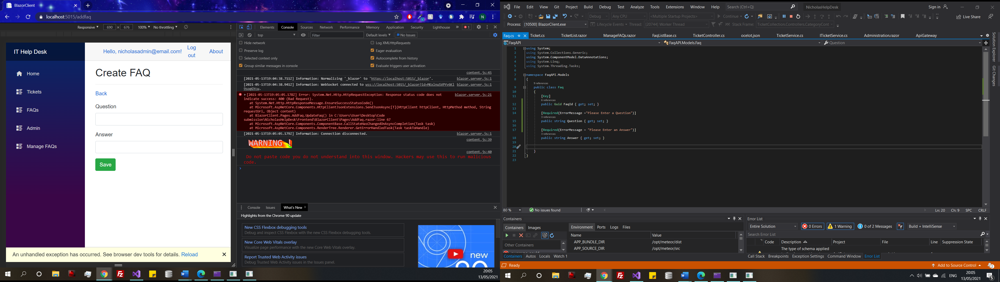 BlazorClient
localhost:5015/addfaq
Responsive 690 × 676 100% No throttling
IT Help Desk
Hello, nicholasadmin@email.com! Log out About
Home
Tickets
FAQs
Admin
Manage FAQs
Create FAQ
Back
Question
Answer
Save
An unhandled exception has occurred. See browser dev tools for details. Reload
Elements Console Sources Network Performance Memory Application Security Lighthouse » 1
top Filter Default levels No Issues
Hide network Log XMLHttpRequests
Preserve log Eager evaluation
Selected context only Autocomplete from history
Group similar messages in console Evaluate triggers user activation
content.js:45
[2021-05-13T19:04:38.711Z] Information: Normalizing '_blazor' to 'https://localhost:5015/_blazor'. blazor.server.js:1
[2021-05-13T19:04:38.941Z] Information: WebSocket connected to wss://localhost:5015/_blazor?id=MKxlnuSVPYv6Kl blazor.server.js:1
9sogGYcw.
[2021-05-13T19:05:05.178Z] Error: System.Net.Http.HttpRequestException: Response status code does not blazor.server.js:21
indicate success: 400 (Bad Request).
at System.Net.Http.HttpResponseMessage.EnsureSuccessStatusCode()
at Microsoft.AspNetCore.Components.HttpClientJsonExtensions.SendJsonAsync[T](HttpClient httpClient, HttpMethod method, String
requestUri, Object content)
at BlazorClient.Pages.AddFaq.UpdateFaq() in C:\Users\User\Desktop\Code
submission\NicholasHelpDesk\Frontend\BlazorClient\Pages\AddFaq.razor:line 67
at Microsoft.AspNetCore.Components.ComponentBase.CallStateHasChangedOnAsyncCompletion(Task task)
at Microsoft.AspNetCore.Components.RenderTree.Renderer.GetErrorHandledTask(Task taskToHandle)
[2021-05-13T19:05:05.179Z] Information: Connection disconnected. blazor.server.js:1
WARNING ! content.js:39
content.js:40
Do not paste code you do not understand into this window. Hackers may use this to run malicious
code.
Console Issues What's New
Highlights from the Chrome 90 update
New CSS Flexbox debugging tools
Debug and inspect CSS Flexbox with the new CSS Flexbox debugging tools.
New Core Web Vitals overlay
Visualize page performance with the new Core Web Vitals overlay.
Report Trusted Web Activity issues
Debug Trusted Web Activity issues in the Issues panel.
new
20:05
13/05/2021
File Edit View Git Project Build Debug Test Analyze Tools Extensions Window Help Search (Ctrl+Q) NicholasHelpDesk Sign in
Debug Any CPU <Multiple Startup Projects> Continue Live Share
Process: [10500] BlazorClient.exe Lifecycle Events Thread: [20744] Worker Thread Stack Frame: TicketCollection.Controllers.CategoryCont
Faq.cs Ticket.cs TicketList.razor ManageFAQs.razor FaqListBase.cs TicketController.cs ocelot.json TicketService.cs ITicketService.cs Administration.razor ApiGateway
FaqAPI FaqAPI.Models.Faq Question
Solution Explorer
Git Changes
1 using System;
2 using System.Collections.Generic;
3 using System.ComponentModel.DataAnnotations;
4 using System.Linq;
5 using System.Threading.Tasks;
6
7 namespace FaqAPI.Models
8 {
9 references
9 public class Faq
10 {
11 [Key]
6 references
12 public Guid FaqId { get; set; }
13
14 [Required(ErrorMessage ="Please Enter a Question")]
3 references
15 public string Question { get; set; }
16
17 [Required(ErrorMessage = "Please Enter an Answer")]
3 references
18 public string Answer { get; set; }
19
20
21 }
22 }
23
80 % No issues found Ln: 20 Ch: 9 SPC CRLF
Containers
Containers Images Environment Ports Logs Files
Name Value
Other Containers APP_BUNDLE_DIR /opt/meteor/dist
APP_SOURCE_DIR /opt/meteor/src
Containers Autos Locals Watch 1
Error List
Entire Solution 0 Errors 1 Warning 0 of 2 Messages Build + IntelliSense
Search Error List
Code Description Project File Line Suppression State
The type of schema applied
Call Stack Breakpoints Exception Settings Command Window Error List
Ready Add to Source Control 2
ENG 20:05
13/05/2021 5